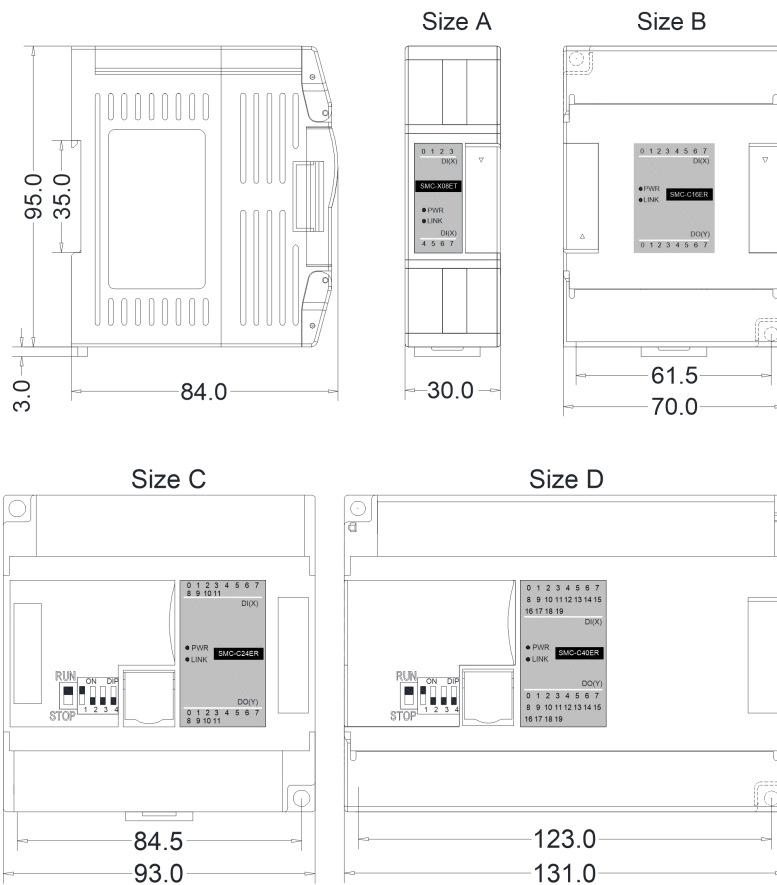 Size A
Size B
95.0
35.0
3.0
84.0
0 1 2 3
DI(X)
SMC-X08ET
PWR
LINK
DI(X)
4 5 6 7
30.0
0 1 2 3 4 5 6 7
DI(X)
PWR
LINK
SMC-C16ER
DO(Y)
0 1 2 3 4 5 6 7
61.5
70.0
Size C
Size D
0 1 2 3 4 5 6 7
8 9 10 11
DI(X)
PWR
LINK
SMC-C24ER
RUN
STOP
ON DIP
1 2 3 4
DO(Y)
0 1 2 3 4 5 6 7
8 9 10 11
84.5
93.0
0 1 2 3 4 5 6 7
8 9 10 11 12 13 14 15
16 17 18 19
DI(X)
PWR
LINK
SMC-C40ER
RUN
STOP
ON DIP
1 2 3 4
DO(Y)
0 1 2 3 4 5 6 7
8 9 10 11 12 13 14 15
16 17 18 19
123.0
131.0